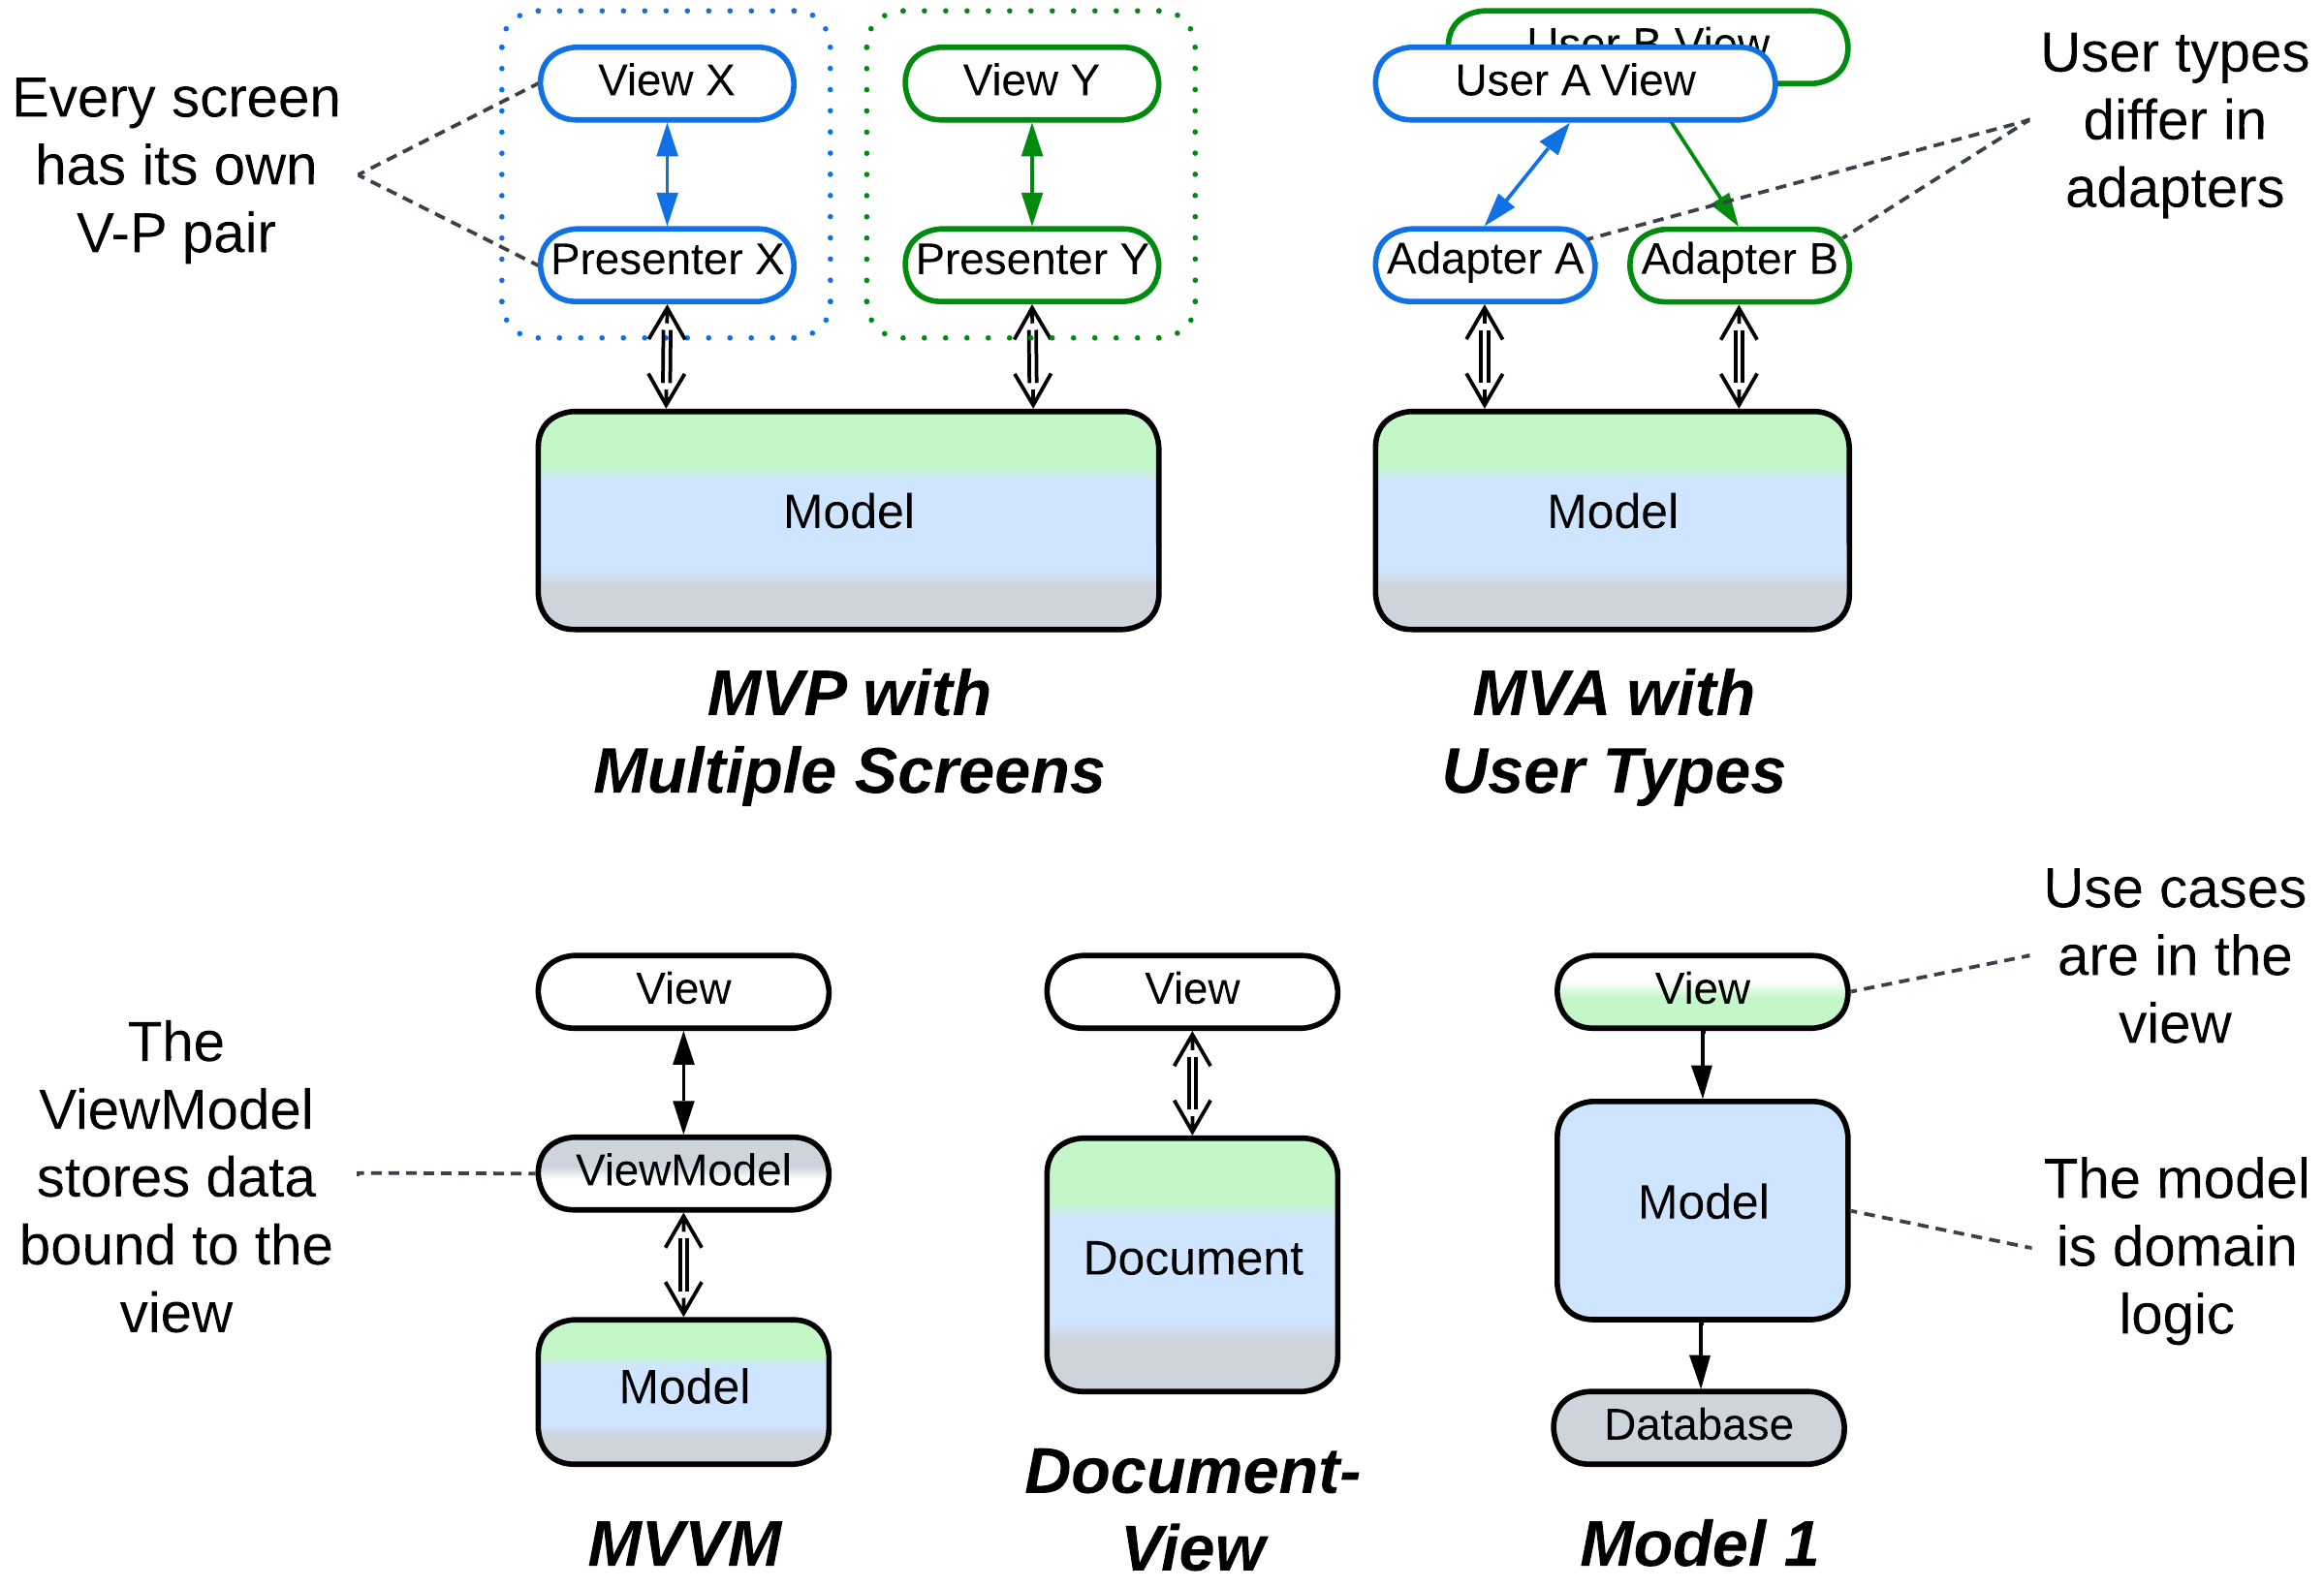 Every screen
has its own
V-P pair
View X
Presenter X
View Y
Presenter Y
Model
MVP with
Multiple Screens
User B View
User A View
Adapter A
Adapter B
Model
MVA with
User Types
User types
differ in
adapters
The
ViewModel
stores data
bound to the
view
View
ViewModel
Model
MVVM
View
Document
Document-
View
View
Model
Database
Model 1
Use cases
are in the
view
The model
is domain
logic